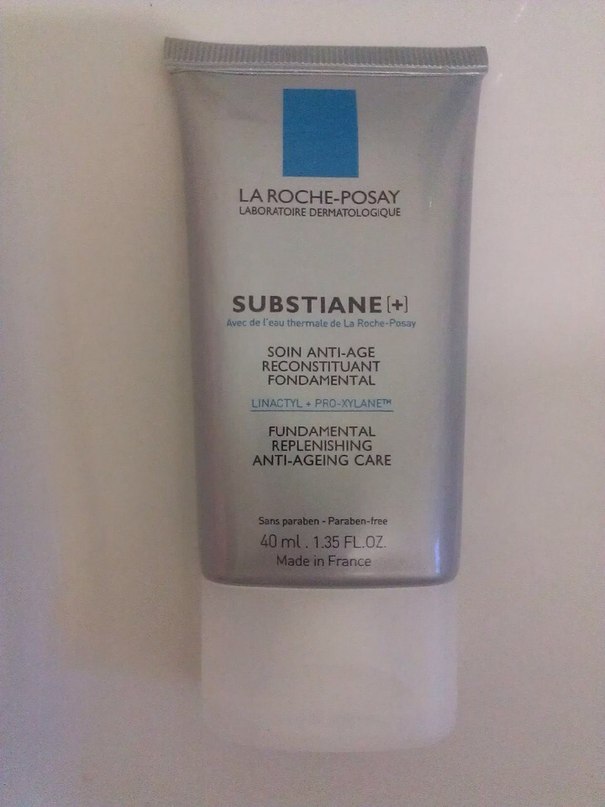 LA ROCHE-POSAY
LABORATOIRE DERMATOLOGIQUE
SUBSTIANE [+]
Avec de l'eau thermale de La Roche-Posay
SOIN ANTI-AGE
RECONSTITUANT
FONDAMENTAL
LINACTYL + PRO-XYLANE™
FUNDAMENTAL
REPLENISHING
ANTI-AGEING CARE
Sans paraben - Paraben-free
40 ml . 1.35 FL.OZ.
Made in France